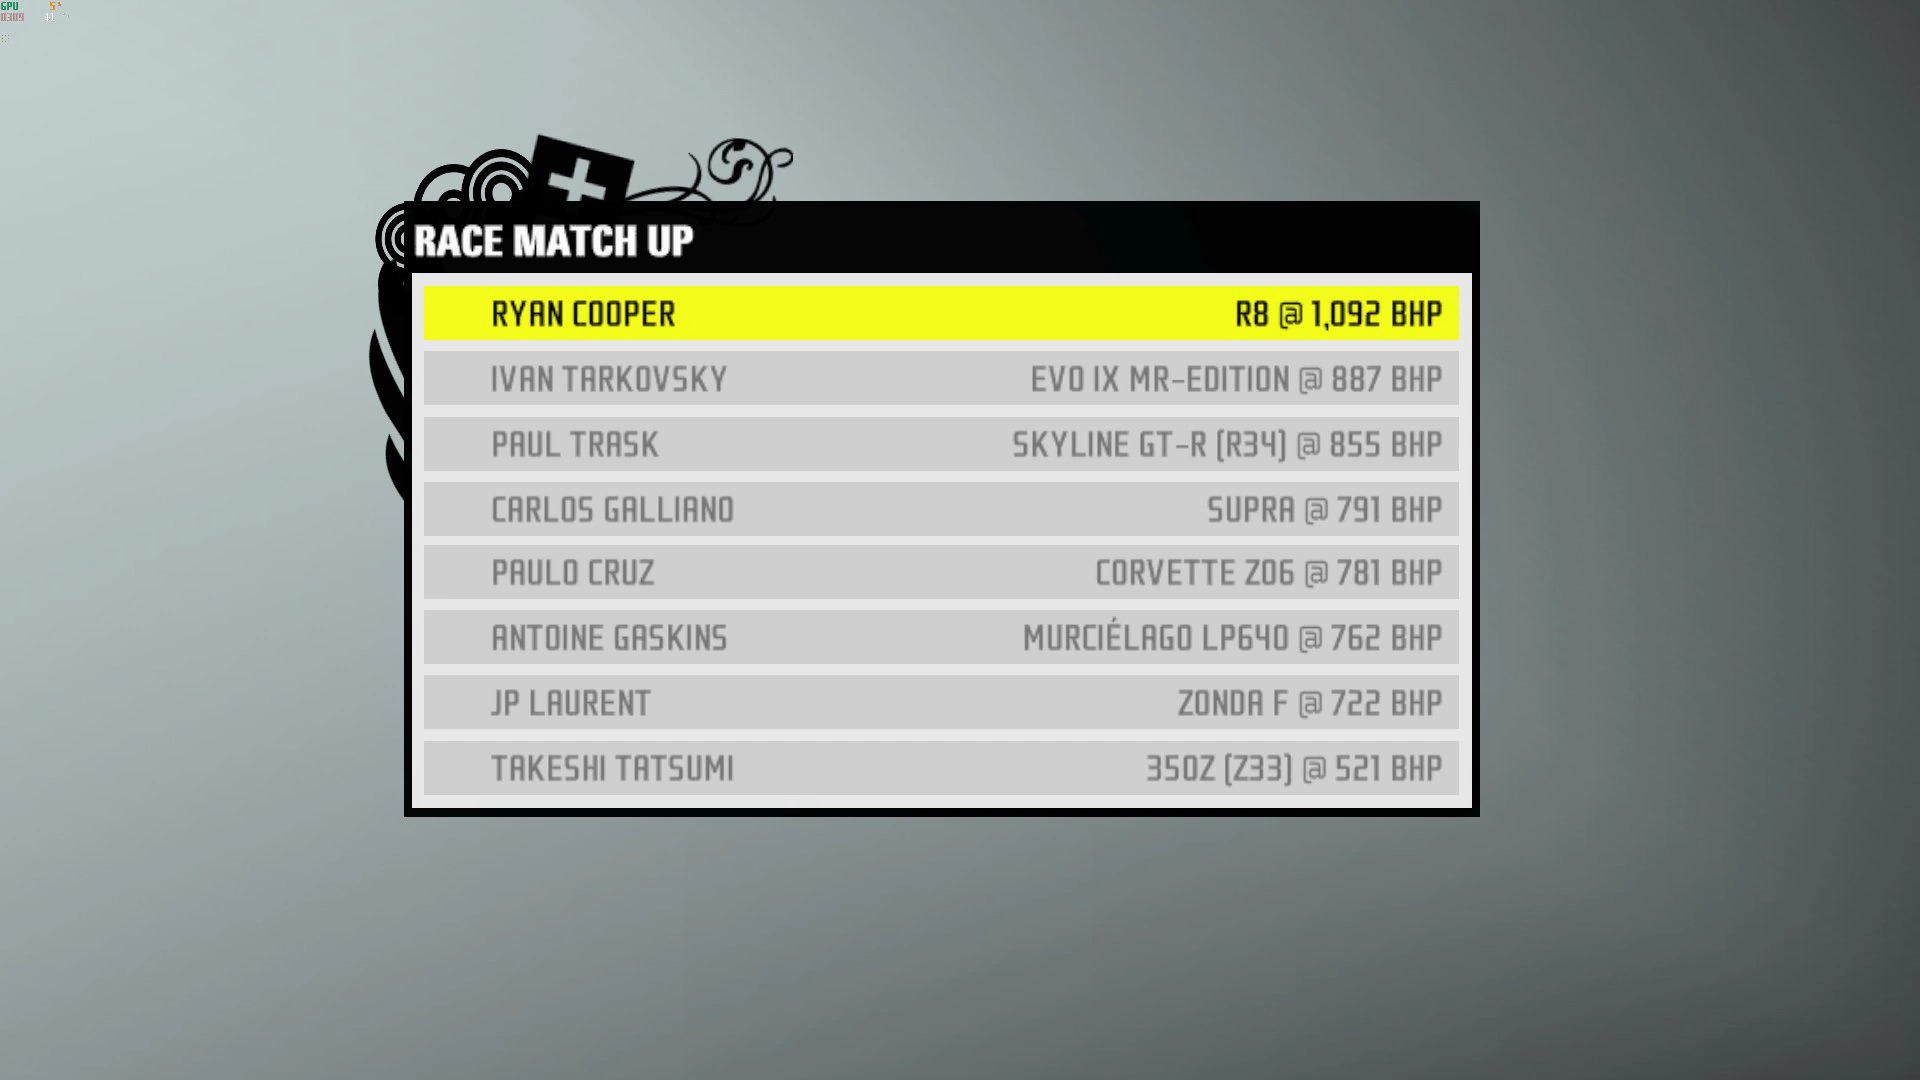 GPU
RACE MATCH UP
RYAN COOPER R8 @ 1,092 BHP
IVAN TARKOVSKY EVO IX MR-EDITION @ 887 BHP
PAUL TRASK SKYLINE GT-R (R34) @ 855 BHP
CARLOS GALLIANO SUPRA @ 791 BHP
PAULO CRUZ CORVETTE Z06 @ 781 BHP
ANTOINE GASKINS MURCIÉLAGO LP640 @ 762 BHP
JP LAURENT ZONDA F @ 722 BHP
TAKESHI TATSUMI 350Z (Z33) @ 521 BHP